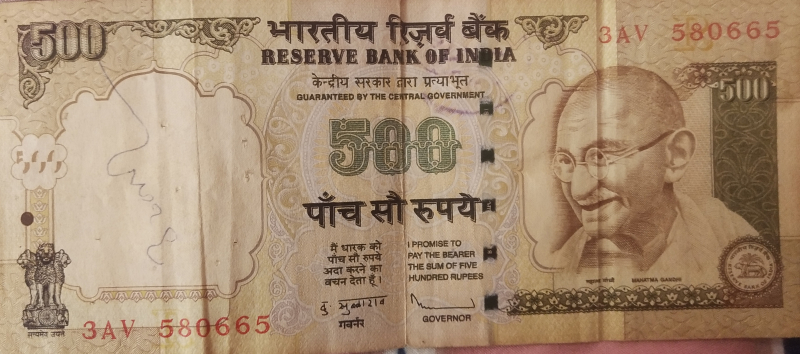 500
भारतीय रिज़र्व बैंक
RESERVE BANK OF INDIA
केन्द्रीय सरकार द्वारा प्रत्याभूत
GUARANTEED BY THE CENTRAL GOVERNMENT
3AV 580665
500
500
पाँच सौ रुपये
मैं धारक को
पाँच सौ रुपये
अदा करने का
वचन देता हूँ।
I PROMISE TO
PAY THE BEARER
THE SUM OF FIVE
HUNDRED RUPEES
गवर्नर
GOVERNOR
महात्मा गांधी
MAHATMA GANDHI
सत्यमेव जयते
3AV 580665